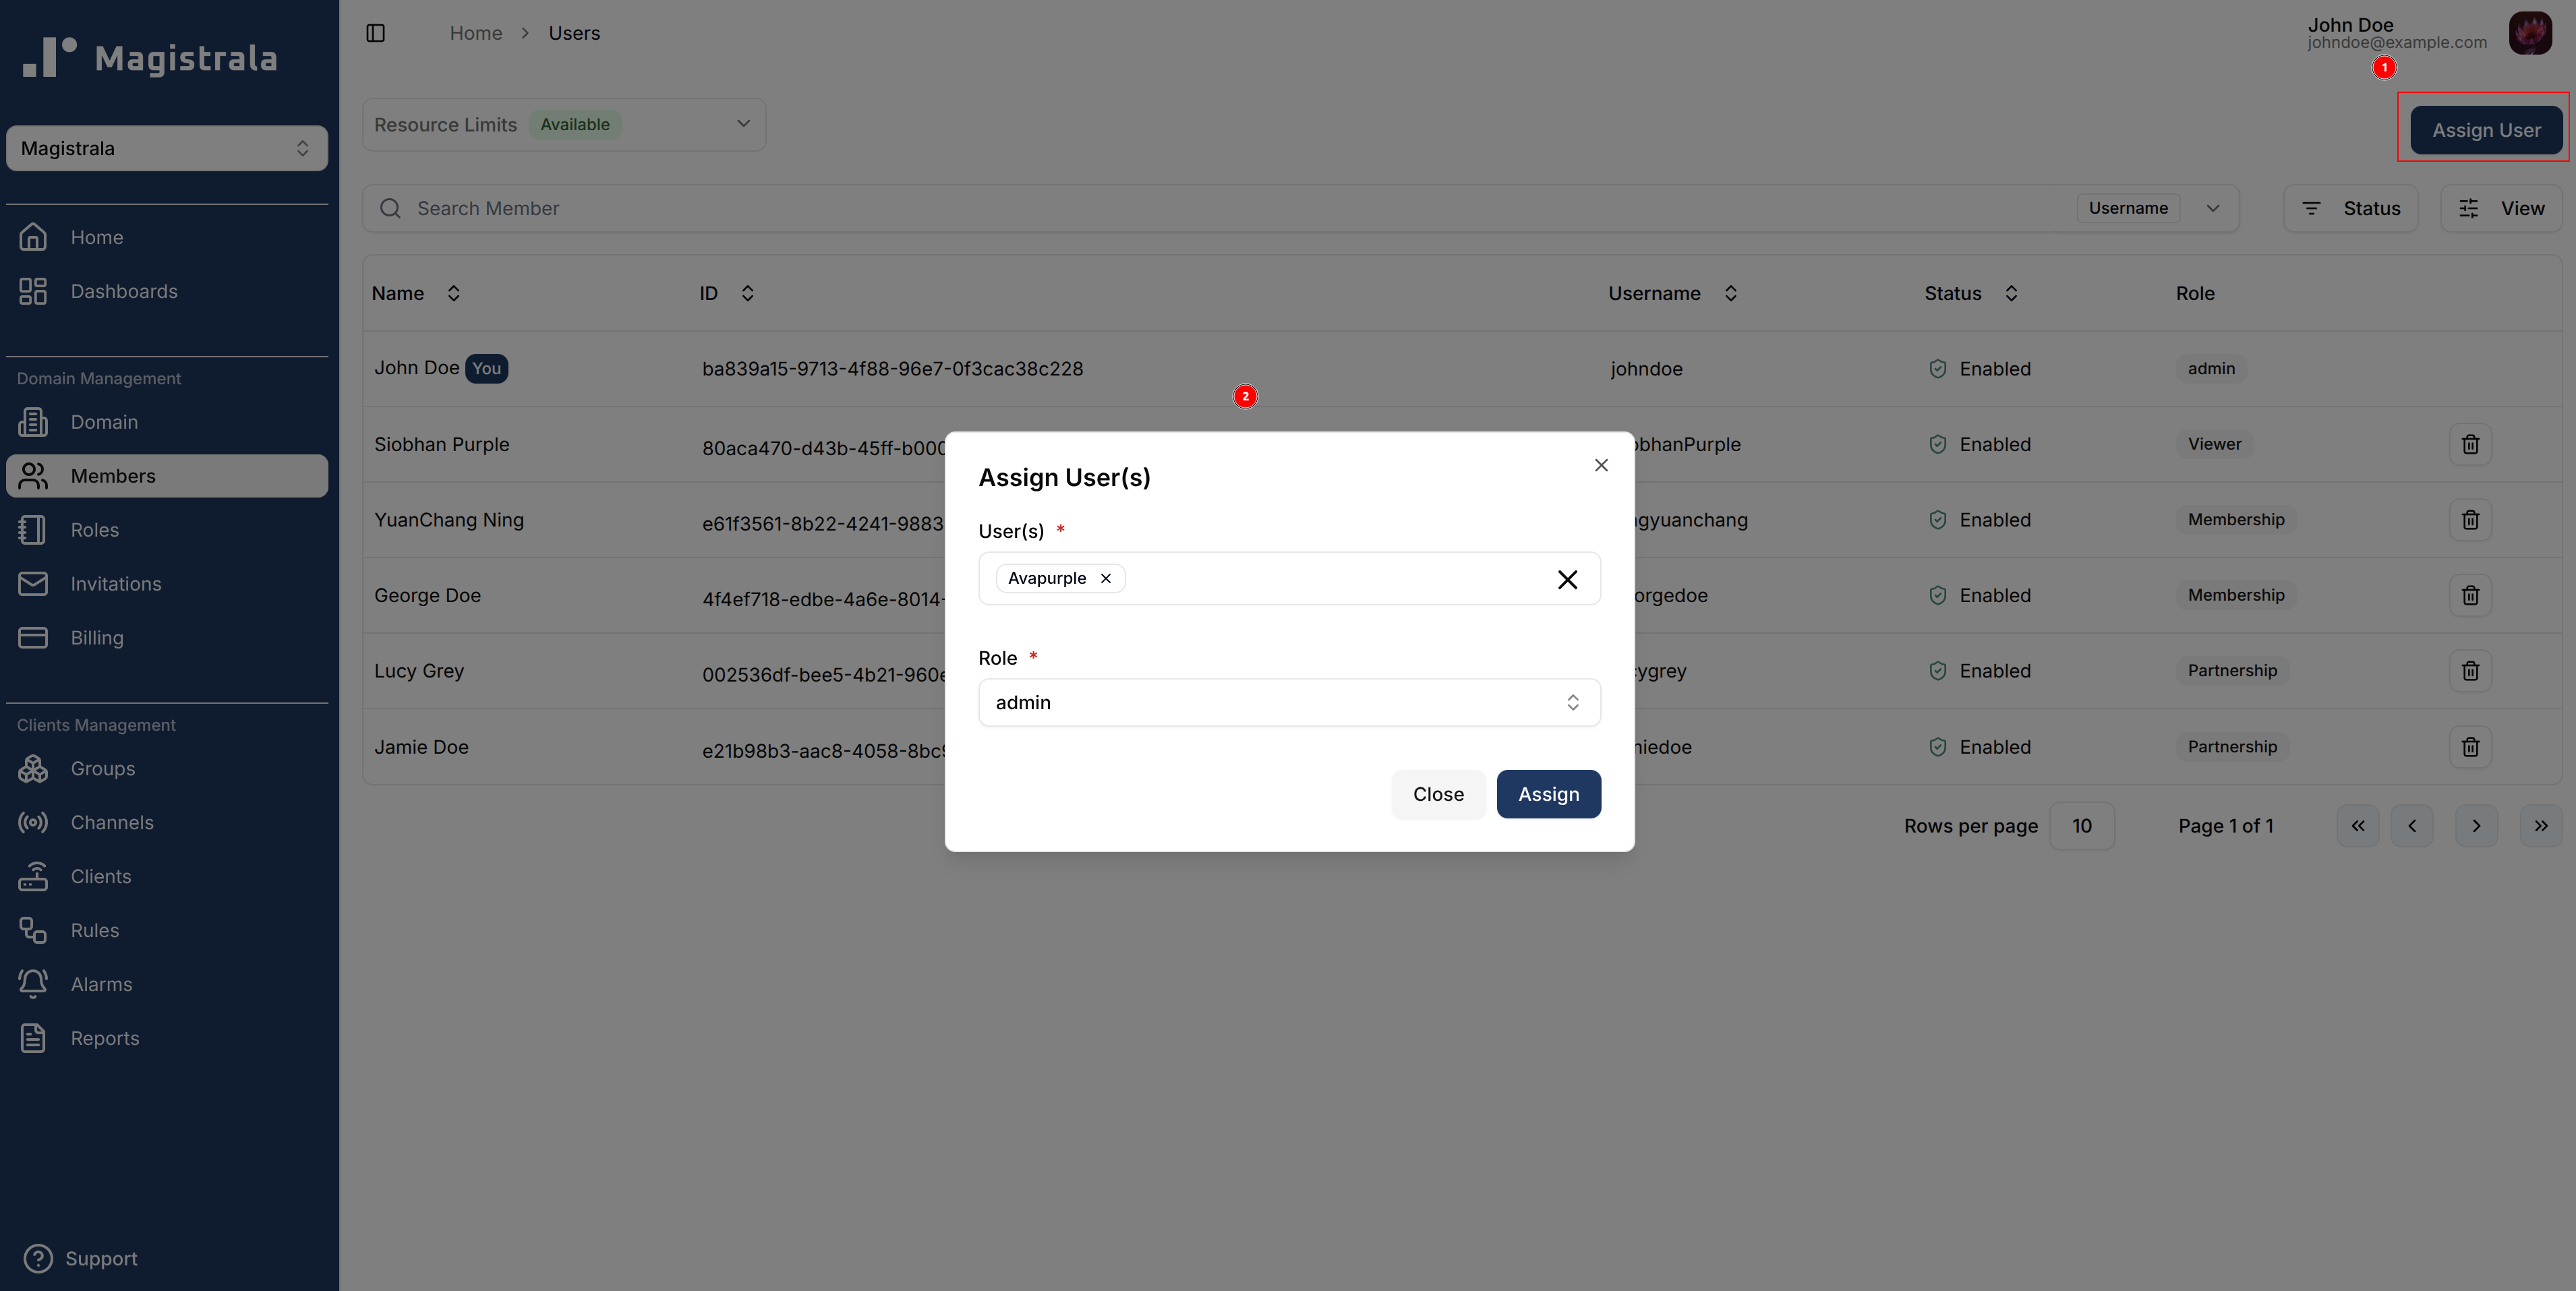 Magistrala
Magistrala
Home
Dashboards
Domain Management
Domain
Members
Roles
Invitations
Billing
Clients Management
Groups
Channels
Clients
Rules
Alarms
Reports
Support
Home > Users
John Doe
johndoe@example.com
1
Resource Limits Available
Assign User
Search Member Username Status View
Name ID Username Status Role
John Doe You ba839a15-9713-4f88-96e7-0f3cac38c228 johndoe Enabled admin
2
Siobhan Purple 80aca470-d43b-45ff-b000 bhanPurple Enabled Viewer
YuanChang Ning e61f3561-8b22-4241-9883 gyuanchang Enabled Membership
George Doe 4f4ef718-edbe-4a6e-8014- orgedoe Enabled Membership
Lucy Grey 002536df-bee5-4b21-960e ygrey Enabled Partnership
Jamie Doe e21b98b3-aac8-4058-8bc9 niedoe Enabled Partnership
Assign User(s)
User(s) *
Avapurple
Role *
admin
Close Assign
Rows per page 10 Page 1 of 1